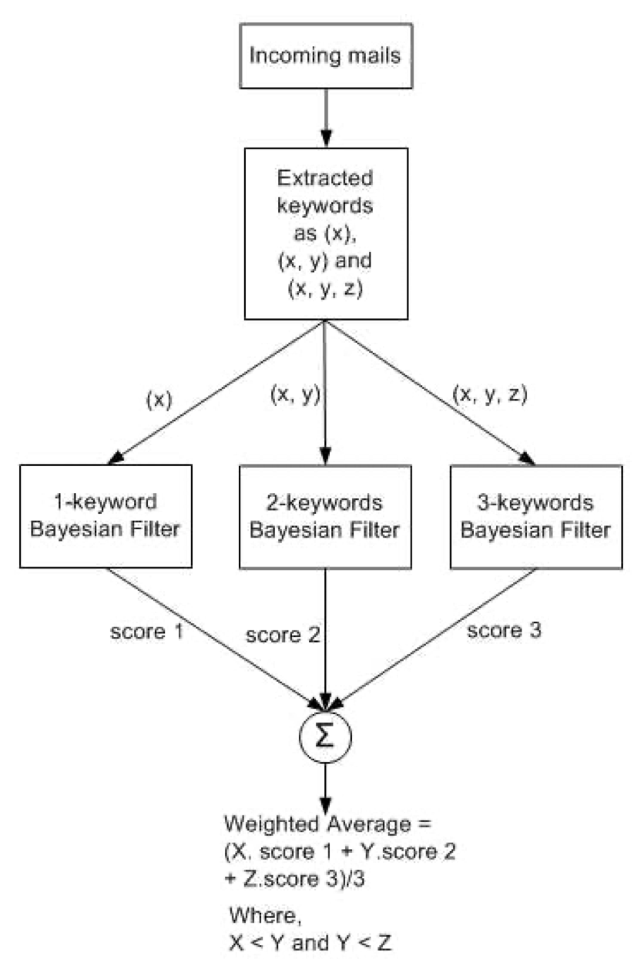 Incoming mails
Extracted
keywords
as (x),
(x, y) and
(x, y, z)
(x)
(x, y)
(x, y, z)
1-keyword
Bayesian Filter
2-keywords
Bayesian Filter
3-keywords
Bayesian Filter
score 1
score 2
score 3
Σ
Weighted Average =
(X. score 1 + Y.score 2
+ Z.score 3)/3
Where,
X < Y and Y < Z